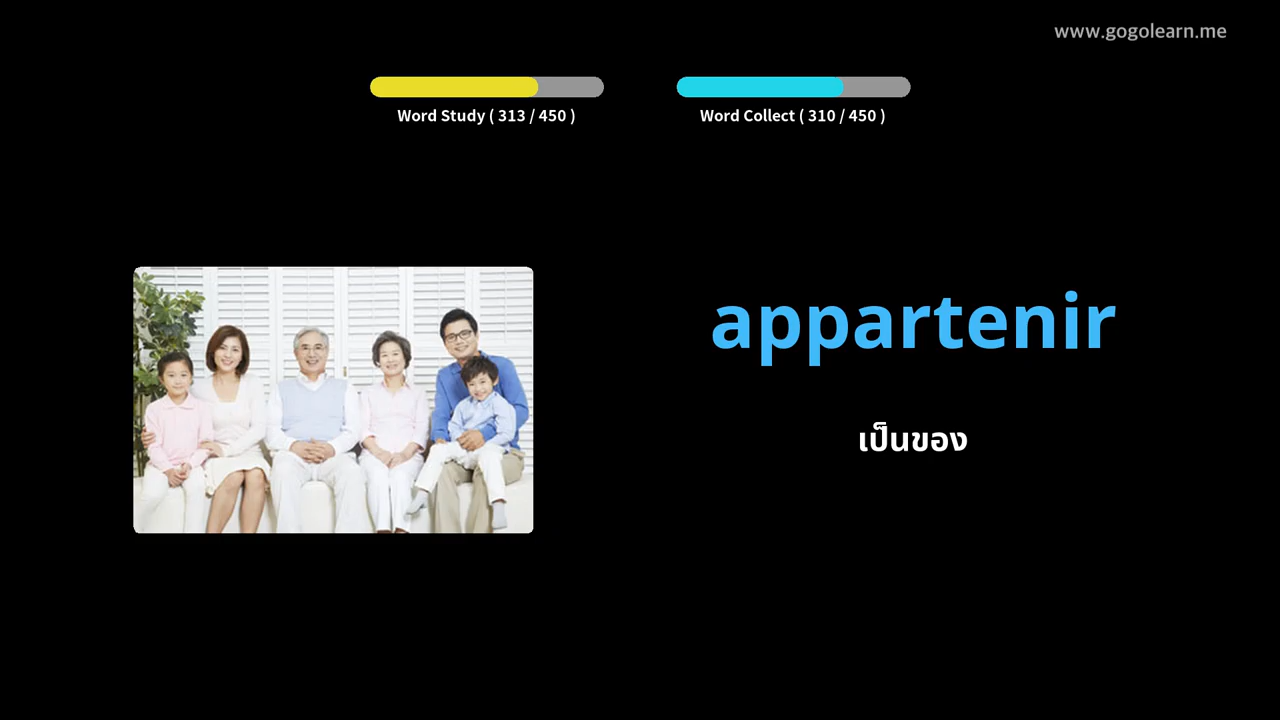 www.gogolearn.me
Word Study ( 313 / 450 )
Word Collect ( 310 / 450 )
appartenir
เป็นของ